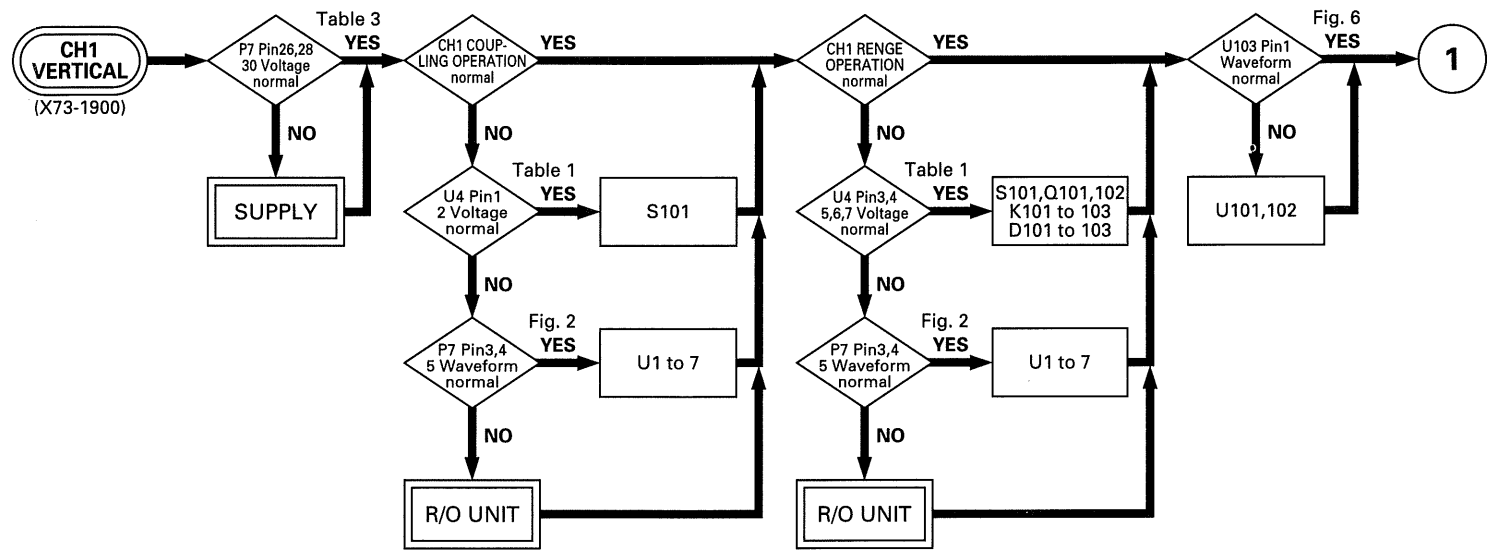 CH1
VERTICAL
(X73-1900)
P7 Pin26,28
30 Voltage
normal
Table 3
YES
NO
SUPPLY
CH1 COUP-
LING OPERATION
normal
YES
NO
U4 Pin1
2 Voltage
normal
Table 1
YES
S101
NO
P7 Pin3,4
5 Waveform
normal
Fig. 2
YES
U1 to 7
NO
R/O UNIT
CH1 RENGE
OPERATION
normal
YES
NO
U4 Pin3,4
5,6,7 Voltage
normal
Table 1
YES
S101,Q101,102
K101 to 103
D101 to 103
NO
P7 Pin3,4
5 Waveform
normal
Fig. 2
YES
U1 to 7
NO
R/O UNIT
U103 Pin1
Waveform
normal
Fig. 6
YES
NO
U101,102
1